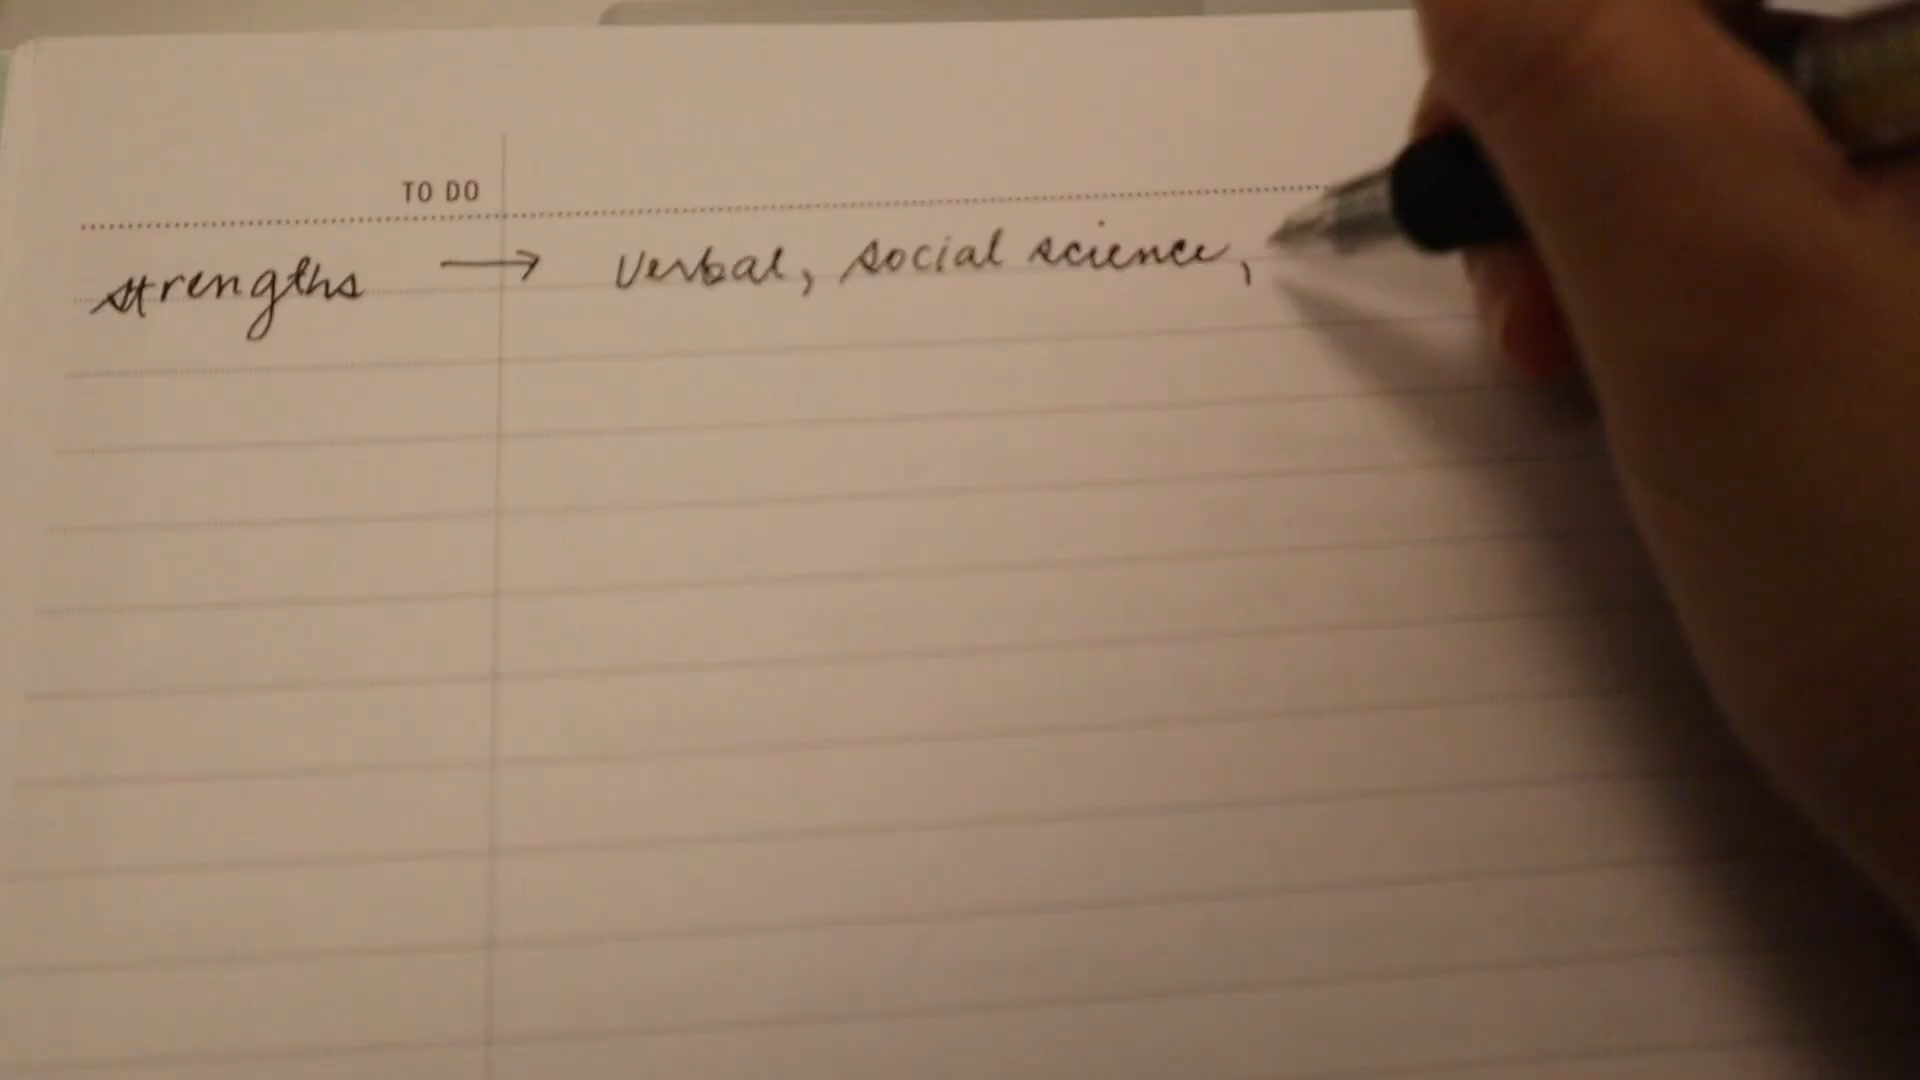 TO DO
strengths → verbal, social science,